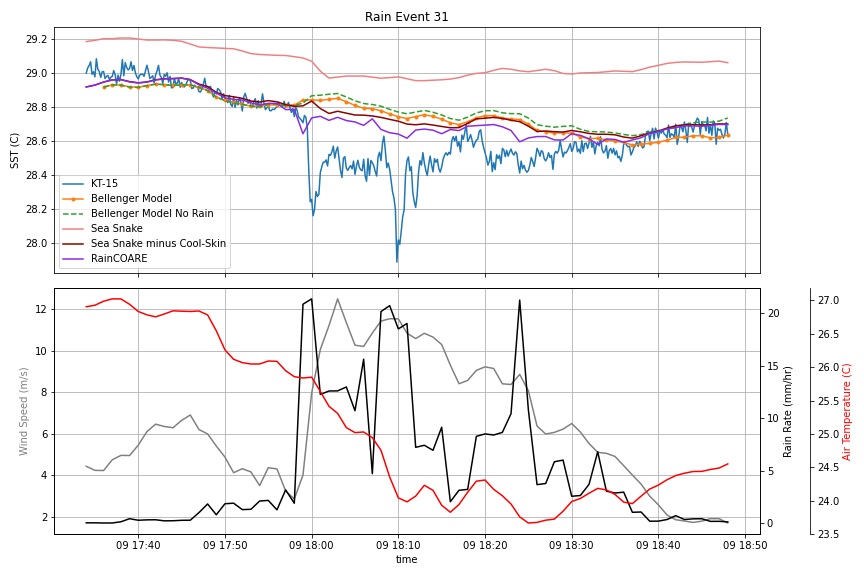 Rain Event 31
29.2
29.0
28.8
28.6
28.4
28.2
28.0
SST (C)
KT-15
Bellenger Model
Bellenger Model No Rain
Sea Snake
Sea Snake minus Cool-Skin
RainCOARE
12
10
8
6
4
2
Wind Speed (m/s)
20
15
10
5
0
Rain Rate (mm/hr)
27.0
26.5
26.0
25.5
25.0
24.5
24.0
23.5
Air Temperature (C)
09 17:40 09 17:50 09 18:00 09 18:10 09 18:20 09 18:30 09 18:40 09 18:50
time